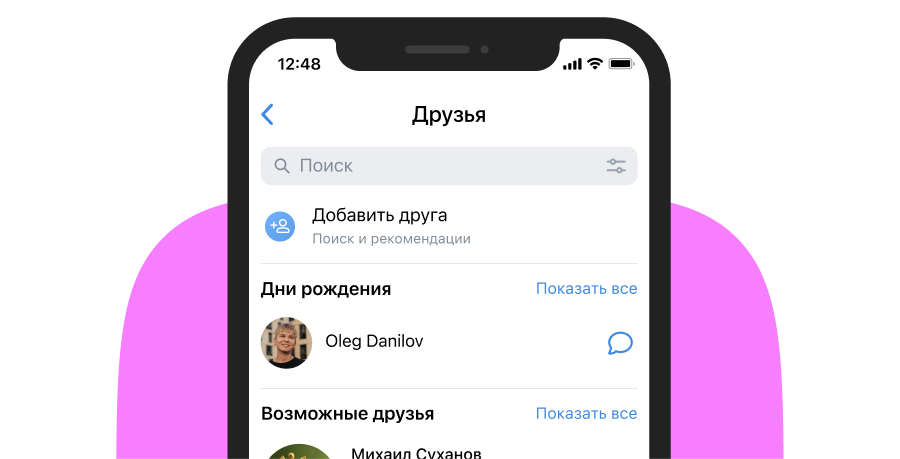 12:48
Друзья
Поиск
Добавить друга
Поиск и рекомендации
Дни рождения
Показать все
Oleg Danilov
Возможные друзья
Показать все
Михаил Суханов